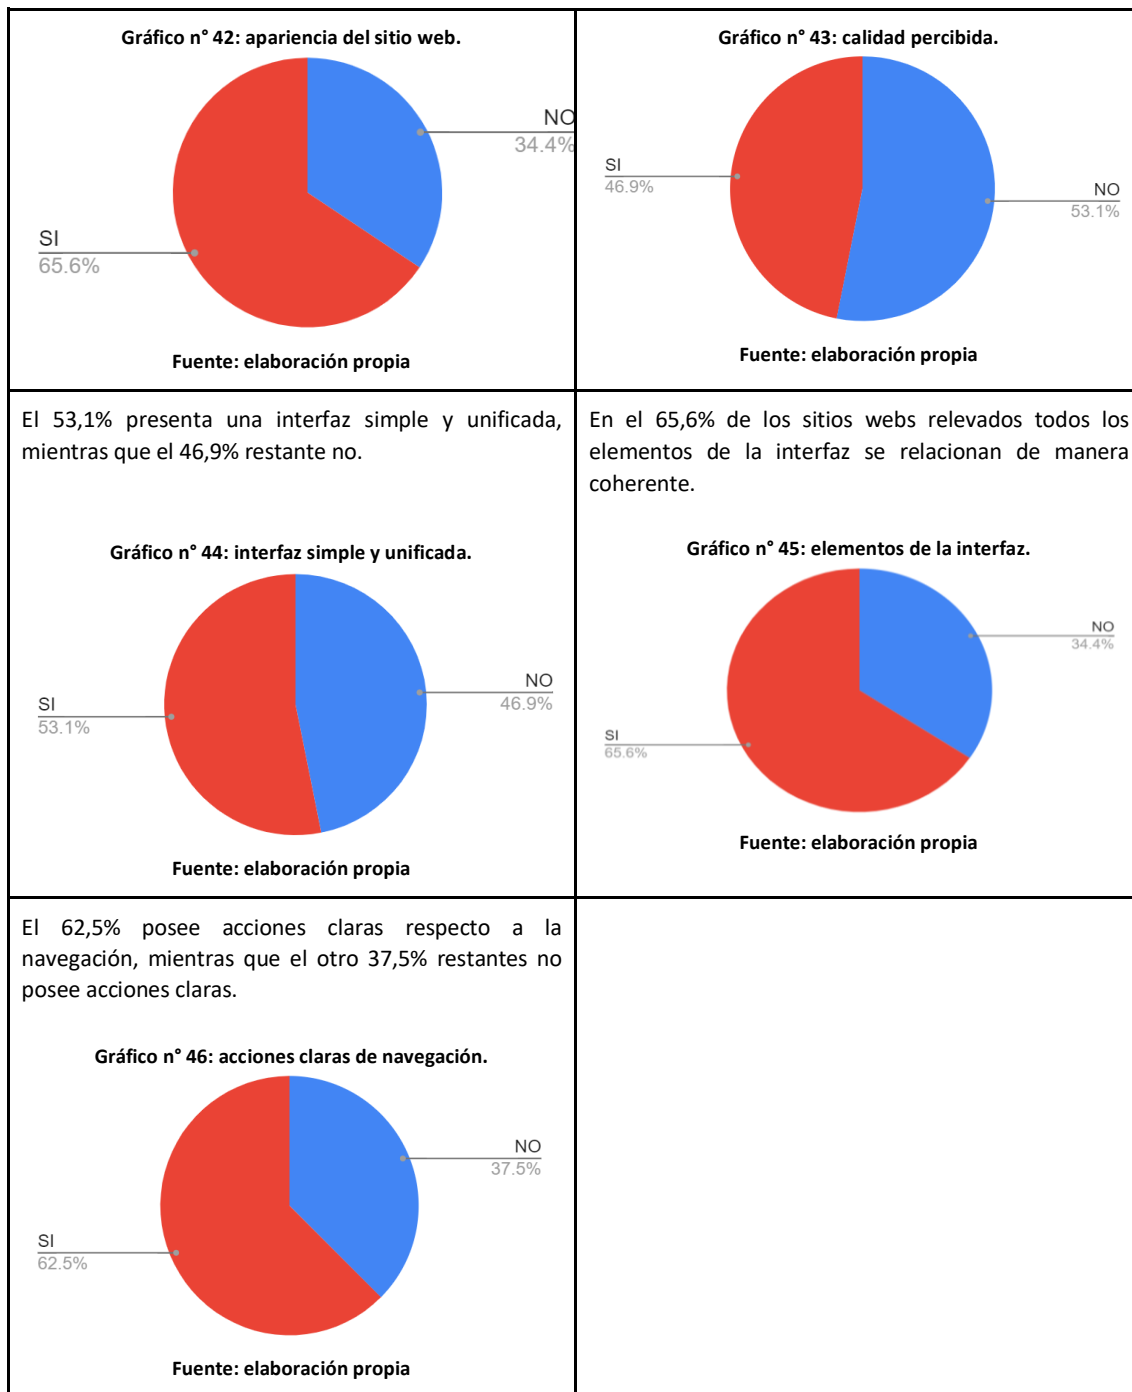 Gráfico n° 42: apariencia del sitio web.
NO
34.4%
SI
65.6%
Fuente: elaboración propia
Gráfico n° 43: calidad percibida.
SI
46.9%
NO
53.1%
Fuente: elaboración propia
El 53,1% presenta una interfaz simple y unificada,
mientras que el 46,9% restante no.
Gráfico n° 44: interfaz simple y unificada.
NO
46.9%
SI
53.1%
Fuente: elaboración propia
En el 65,6% de los sitios webs relevados todos los
elementos de la interfaz se relacionan de manera
coherente.
Gráfico n° 45: elementos de la interfaz.
NO
34.4%
SI
65.6%
Fuente: elaboración propia
El 62,5% posee acciones claras respecto a la
navegación, mientras que el otro 37,5% restantes no
posee acciones claras.
Gráfico n° 46: acciones claras de navegación.
NO
37.5%
SI
62.5%
Fuente: elaboración propia